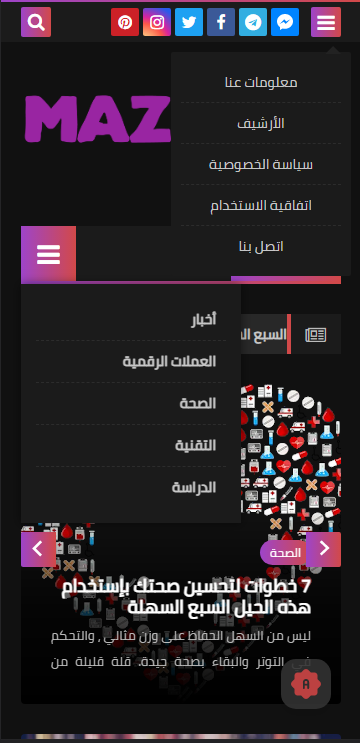 معلومات عنا
الأرشيف
سياسة الخصوصية
اتفاقية الاستخدام
اتصل بنا
MAZ
أخبار
العملات الرقمية
الصحة
التقنية
الدراسة
السبع
الصحة
7 خطوات لتحسين صحتك بإستخدام
هذه الحيل السبع السهلة
ليس من السهل الحفاظ على وزن مثالي ، والتحكم
في التوتر والبقاء بصحة جيدة. قلة قليلة من
A